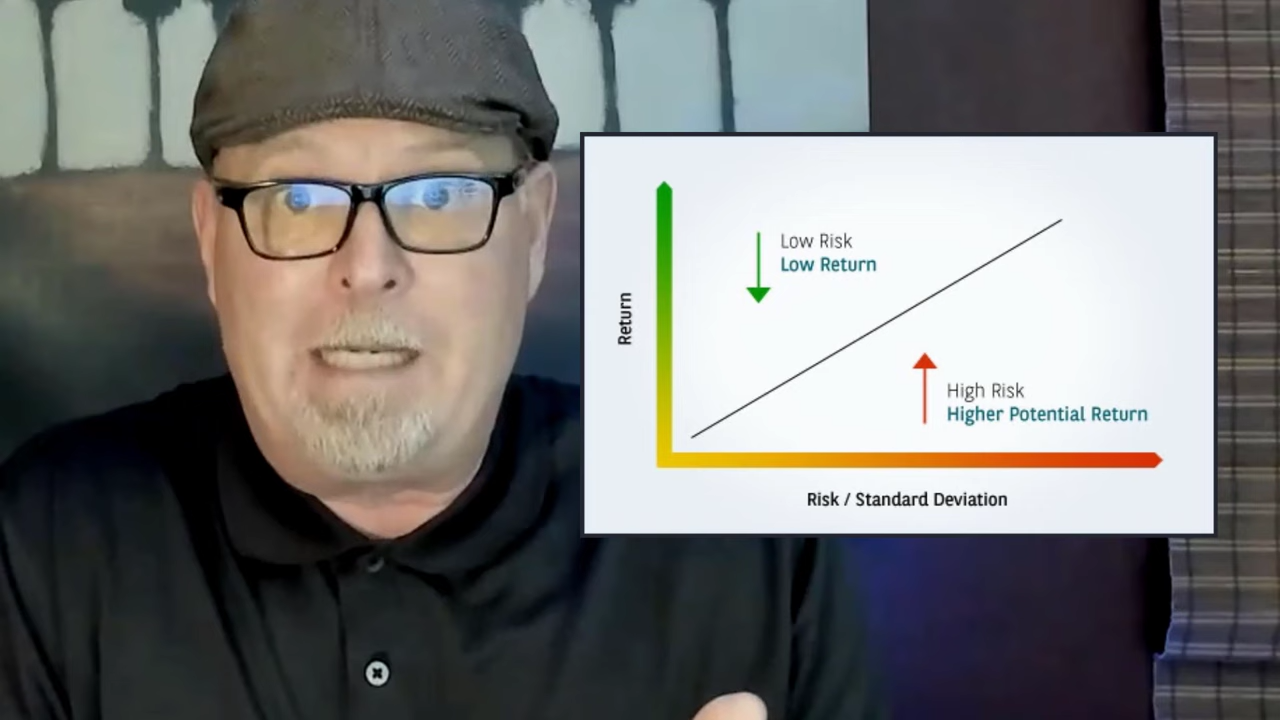 Low Risk
Low Return
Return
High Risk
Higher Potential Return
Risk / Standard Deviation